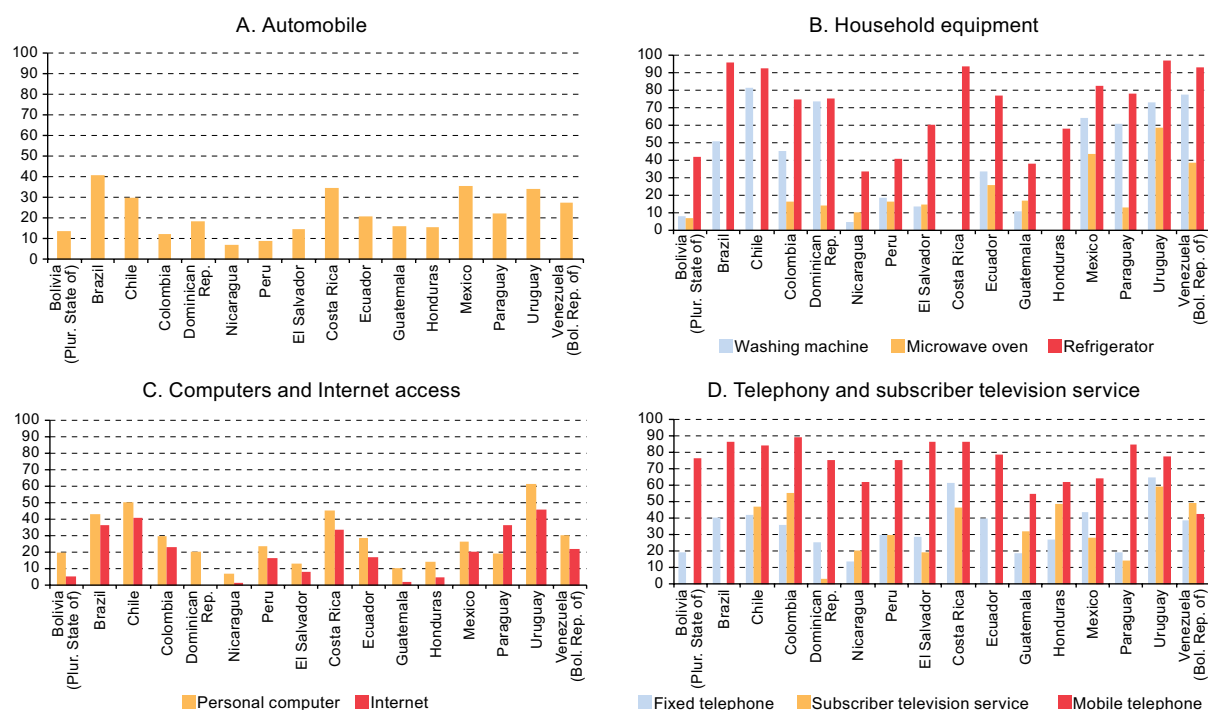 A. Automobile
100
90
80
70
60
50
40
30
20
10
0
Bolivia
(Plur. State of)
Brazil
Chile
Colombia
Dominican
Rep.
Nicaragua
Peru
El Salvador
Costa Rica
Ecuador
Guatemala
Honduras
Mexico
Paraguay
Uruguay
Venezuela
(Bol. Rep. of)
B. Household equipment
100
90
80
70
60
50
40
30
20
10
0
Bolivia
(Plur. State of)
Brazil
Chile
Colombia
Dominican
Rep.
Nicaragua
Peru
El Salvador
Costa Rica
Ecuador
Guatemala
Honduras
Mexico
Paraguay
Uruguay
Venezuela
(Bol. Rep. of)
Washing machine
Microwave oven
Refrigerator
C. Computers and Internet access
100
90
80
70
60
50
40
30
20
10
0
Bolivia
(Plur. State of)
Brazil
Chile
Colombia
Dominican
Rep.
Nicaragua
Peru
El Salvador
Costa Rica
Ecuador
Guatemala
Honduras
Mexico
Paraguay
Uruguay
Venezuela
(Bol. Rep. of)
Personal computer
Internet
D. Telephony and subscriber television service
100
90
80
70
60
50
40
30
20
10
0
Bolivia
(Plur. State of)
Brazil
Chile
Colombia
Dominican
Rep.
Nicaragua
Peru
El Salvador
Costa Rica
Ecuador
Guatemala
Honduras
Mexico
Paraguay
Uruguay
Venezuela
(Bol. Rep. of)
Fixed telephone
Subscriber television service
Mobile telephone